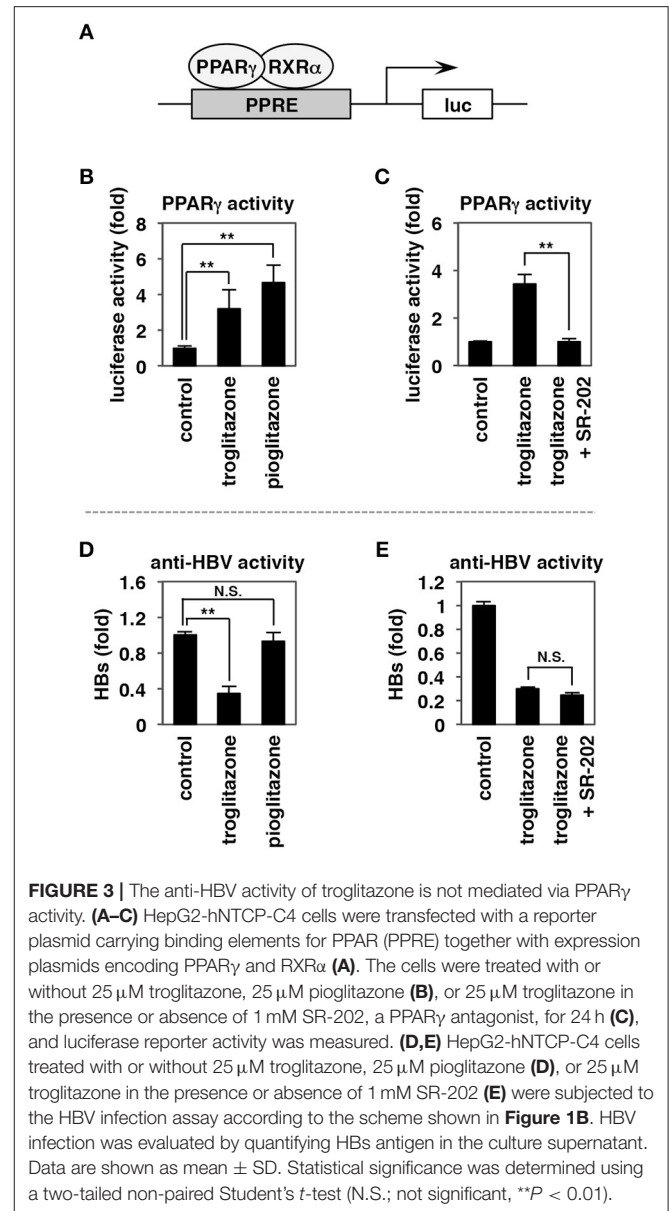 A
PPARγ RXRα
PPRE
luc
B
PPARγ activity
luciferase activity (fold)
8
6
4
2
0
**
**
control
troglitazone
pioglitazone
C
PPARγ activity
luciferase activity (fold)
6
4
2
0
**
control
troglitazone
troglitazone
+ SR-202
D
anti-HBV activity
HBs (fold)
1.6
1.2
0.8
0.4
0
N.S.
**
control
troglitazone
pioglitazone
E
anti-HBV activity
HBs (fold)
1.2
1
0.8
0.6
0.4
0.2
0
N.S.
control
troglitazone
troglitazone
+ SR-202
FIGURE 3 | The anti-HBV activity of troglitazone is not mediated via PPARγ
activity. (A–C) HepG2-hNTCP-C4 cells were transfected with a reporter
plasmid carrying binding elements for PPAR (PPRE) together with expression
plasmids encoding PPARγ and RXRα (A). The cells were treated with or
without 25 μM troglitazone, 25 μM pioglitazone (B), or 25 μM troglitazone in
the presence or absence of 1 mM SR-202, a PPARγ antagonist, for 24 h (C),
and luciferase reporter activity was measured. (D,E) HepG2-hNTCP-C4 cells
treated with or without 25 μM troglitazone, 25 μM pioglitazone (D), or 25 μM
troglitazone in the presence or absence of 1 mM SR-202 (E) were subjected to
the HBV infection assay according to the scheme shown in Figure 1B. HBV
infection was evaluated by quantifying HBs antigen in the culture supernatant.
Data are shown as mean ± SD. Statistical significance was determined using
a two-tailed non-paired Student's t-test (N.S.; not significant, **P < 0.01).